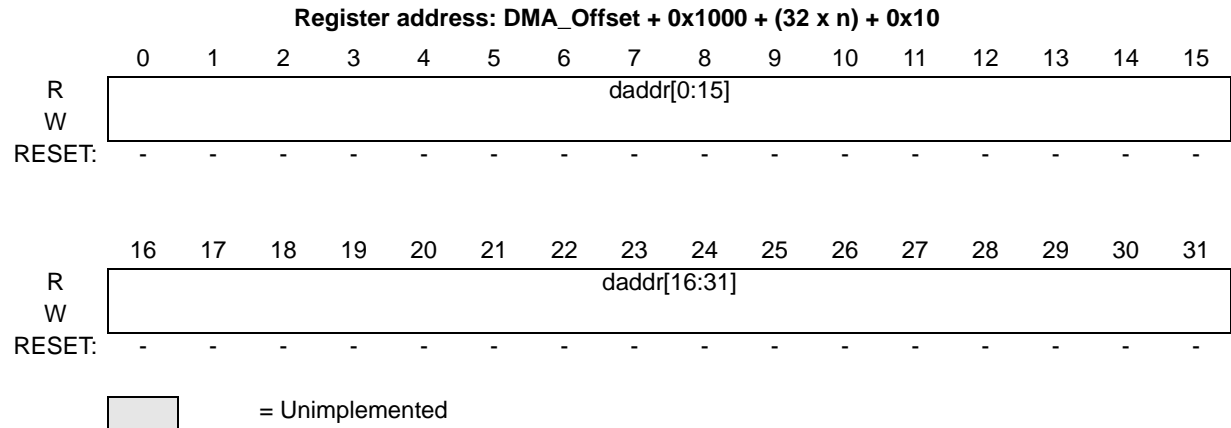 Register address: DMA_Offset + 0x1000 + (32 x n) + 0x10
0 1 2 3 4 5 6 7 8 9 10 11 12 13 14 15
R daddr[0:15]
W
RESET: - - - - - - - - - - - - - - - -
16 17 18 19 20 21 22 23 24 25 26 27 28 29 30 31
R daddr[16:31]
W
RESET: - - - - - - - - - - - - - - - -
= Unimplemented